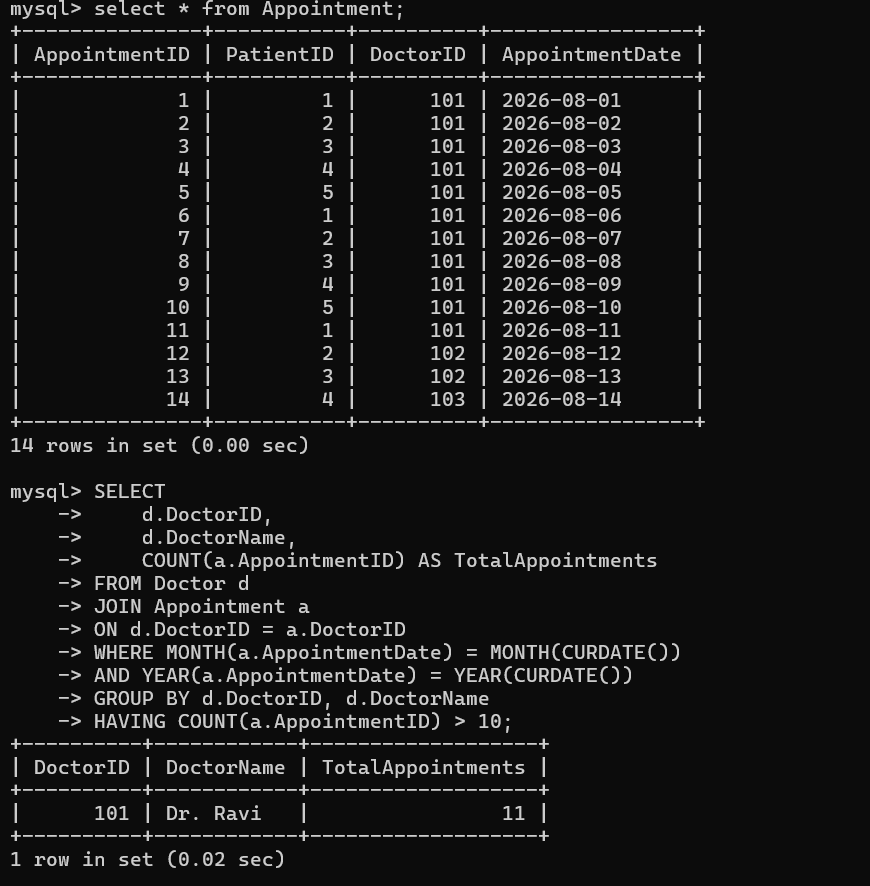 mysql> select * from Appointment;
+---------------+-----------+----------+-----------------+
| AppointmentID | PatientID | DoctorID | AppointmentDate |
+---------------+-----------+----------+-----------------+
|             1 |         1 |      101 | 2026-08-01      |
|             2 |         2 |      101 | 2026-08-02      |
|             3 |         3 |      101 | 2026-08-03      |
|             4 |         4 |      101 | 2026-08-04      |
|             5 |         5 |      101 | 2026-08-05      |
|             6 |         1 |      101 | 2026-08-06      |
|             7 |         2 |      101 | 2026-08-07      |
|             8 |         3 |      101 | 2026-08-08      |
|             9 |         4 |      101 | 2026-08-09      |
|            10 |         5 |      101 | 2026-08-10      |
|            11 |         1 |      101 | 2026-08-11      |
|            12 |         2 |      102 | 2026-08-12      |
|            13 |         3 |      102 | 2026-08-13      |
|            14 |         4 |      103 | 2026-08-14      |
+---------------+-----------+----------+-----------------+
14 rows in set (0.00 sec)

mysql> SELECT
    ->     d.DoctorID,
    ->     d.DoctorName,
    ->     COUNT(a.AppointmentID) AS TotalAppointments
    -> FROM Doctor d
    -> JOIN Appointment a
    -> ON d.DoctorID = a.DoctorID
    -> WHERE MONTH(a.AppointmentDate) = MONTH(CURDATE())
    -> AND YEAR(a.AppointmentDate) = YEAR(CURDATE())
    -> GROUP BY d.DoctorID, d.DoctorName
    -> HAVING COUNT(a.AppointmentID) > 10;
+----------+------------+-------------------+
| DoctorID | DoctorName | TotalAppointments |
+----------+------------+-------------------+
|      101 | Dr. Ravi   |                11 |
+----------+------------+-------------------+
1 row in set (0.02 sec)